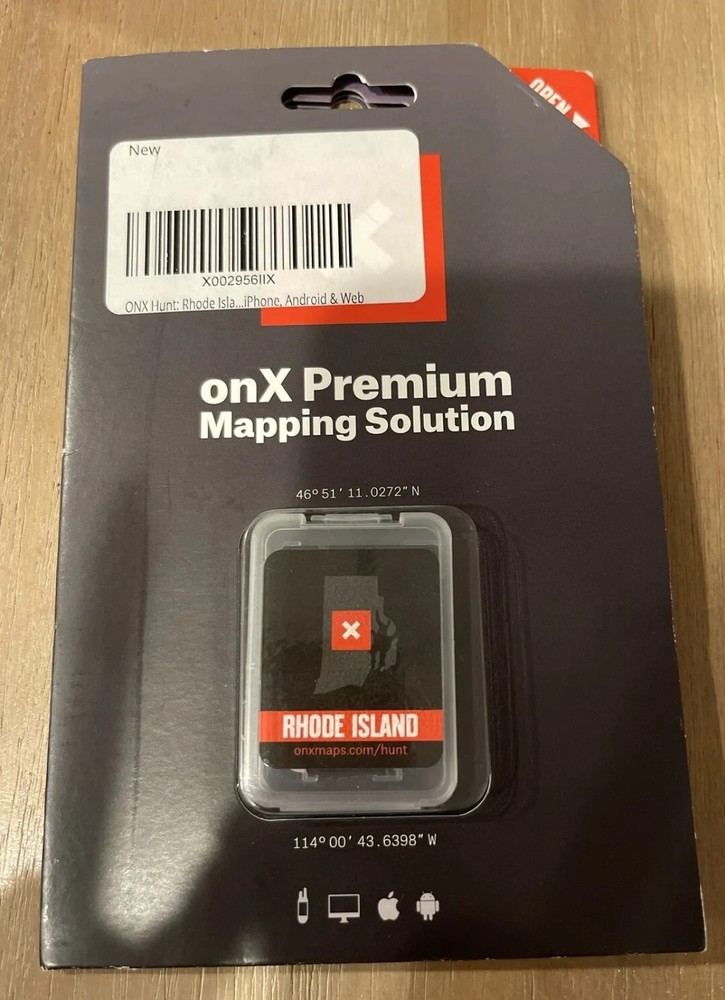 OPEN
New
X002956IIX
ONX Hunt: Rhode Isla...iPhone, Android & Web
onX Premium
Mapping Solution
46° 51' 11.0272" N
RHODE ISLAND
onxmaps.com/hunt
114° 00' 43.6398" W